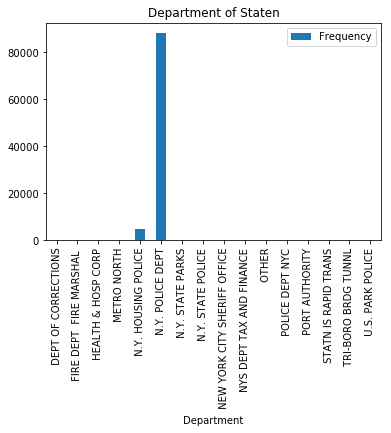 Department of Staten
Frequency
80000
60000
40000
20000
0
DEPT OF CORRECTIONS
FIRE DEPT FIRE MARSHAL
HEALTH & HOSP CORP
METRO NORTH
N.Y. HOUSING POLICE
N.Y. POLICE DEPT
N.Y. STATE PARKS
N.Y. STATE POLICE
NEW YORK CITY SHERIFF OFFICE
NYS DEPT TAX AND FINANCE
OTHER
POLICE DEPT NYC
PORT AUTHORITY
STATN IS RAPID TRANS
TRI-BORO BRDG TUNNL
U.S. PARK POLICE
Department